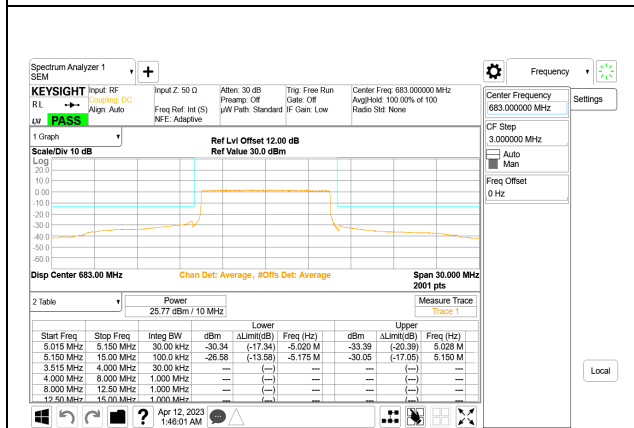 Spectrum Analyzer 1
SEM
+
Frequency
KEYSIGHT
Input: RF
Input Z: 50 Ω
Atten: 30 dB
Trig: Free Run
Center Freq: 683.000000 MHz
R L
Coupling: DC
Preamp: Off
Gate: Off
Avg|Hold: 100.00% of 100
Align: Auto
Freq Ref: Int (S)
µW Path: Standard
IF Gain: Low
Radio Std: None
LXI
PASS
NFE: Adaptive
Center Frequency
683.000000 MHz
Settings
CF Step
3.000000 MHz
Auto
Man
Freq Offset
0 Hz
1 Graph
Ref Lvl Offset 12.00 dB
Scale/Div 10 dB
Ref Value 30.0 dBm
Log
20.0
10.0
0.00
-10.0
-20.0
-30.0
-40.0
-50.0
-60.0
Disp Center 683.00 MHz
Chan Det: Average, #Offs Det: Average
Span 30.000 MHz
2001 pts
2 Table
Power
25.77 dBm / 10 MHz
Measure Trace
Trace 1
Lower Upper
Start Freq Stop Freq Integ BW dBm ΔLimit(dB) Freq (Hz) dBm ΔLimit(dB) Freq (Hz)
5.015 MHz 5.150 MHz 30.00 kHz -30.34 (-17.34) -5.020 M -33.39 (-20.39) 5.028 M
5.150 MHz 15.00 MHz 100.0 kHz -26.58 (-13.58) -5.175 M -30.05 (-17.05) 5.150 M
3.515 MHz 4.000 MHz 30.00 kHz --- (---) --- --- (---) ---
4.000 MHz 8.000 MHz 1.000 MHz --- (---) --- --- (---) ---
8.000 MHz 12.50 MHz 1.000 MHz --- (---) --- --- (---) ---
12.50 MHz 15.00 MHz 1.000 MHz --- (---) --- --- (---) ---
Local
?
Apr 12, 2023
1:46:01 AM